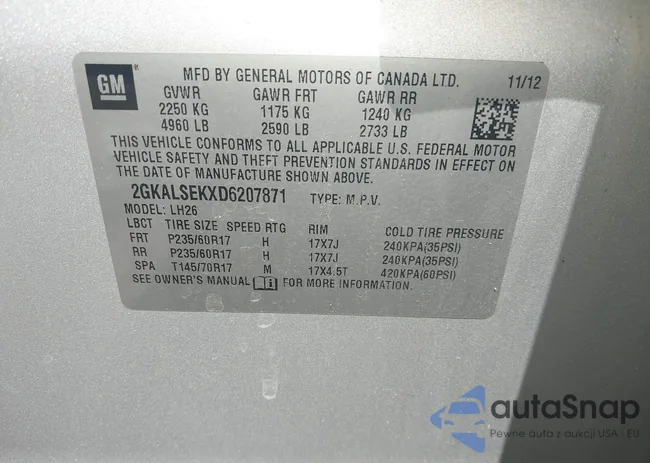 GM
MFD BY GENERAL MOTORS OF CANADA LTD. 11/12
GVWR GAWR FRT GAWR RR
2250 KG 1175 KG 1240 KG
4960 LB 2590 LB 2733 LB
THIS VEHICLE CONFORMS TO ALL APPLICABLE U.S. FEDERAL MOTOR
VEHICLE SAFETY AND THEFT PREVENTION STANDARDS IN EFFECT ON
THE DATE OF MANUFACTURE SHOWN ABOVE.
2GKALSEKXD6207871 TYPE: M.P.V.
MODEL: LH26
LBCT TIRE SIZE SPEED RTG RIM COLD TIRE PRESSURE
FRT P235/60R17 H 17X7J 240KPA(35PSI)
RR P235/60R17 H 17X7J 240KPA(35PSI)
SPA T145/70R17 M 17X4.5T 420KPA(60PSI)
SEE OWNER'S MANUAL FOR MORE INFORMATION.
autaSnap
Pewne auta z aukcji USA - EU